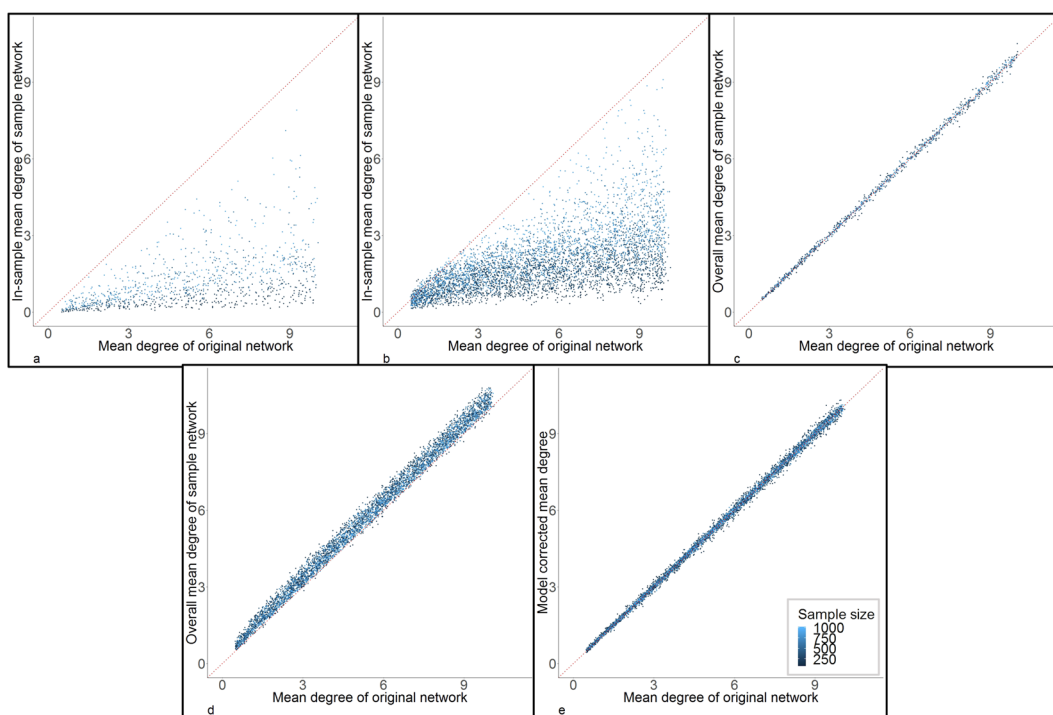 In-sample mean degree of sample network
9
6
3
0
0 3 6 9
Mean degree of original network
a
In-sample mean degree of sample network
9
6
3
0
0 3 6 9
Mean degree of original network
b
Overall mean degree of sample network
9
6
3
0
0 3 6 9
Mean degree of original network
c
Overall mean degree of sample network
9
6
3
0
0 3 6 9
Mean degree of original network
d
Model corrected mean degree
9
6
3
0
0 3 6 9
Mean degree of original network
e
Sample size
1000
750
500
250